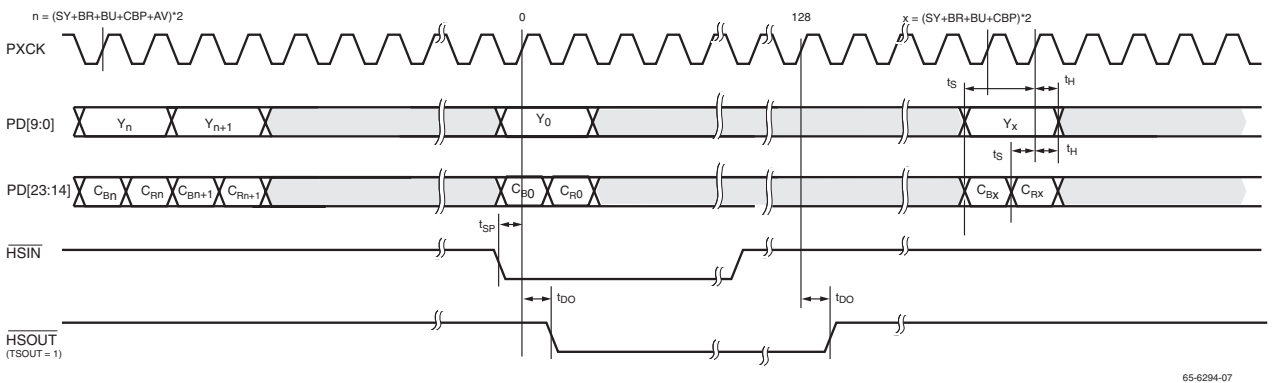 n = (SY+BR+BU+CBP+AV)*2
0
128
x = (SY+BR+BU+CBP)*2
PXCK
tS
tH
PD[9:0]
Yn
Yn+1
Y0
Yx
tS
tH
PD[23:14]
CBn
CRn
CBn+1
CRn+1
CB0
CR0
CBx
CRx
tSP
HSIN
tDO
tDO
HSOUT
(TSOUT = 1)
65-6294-07